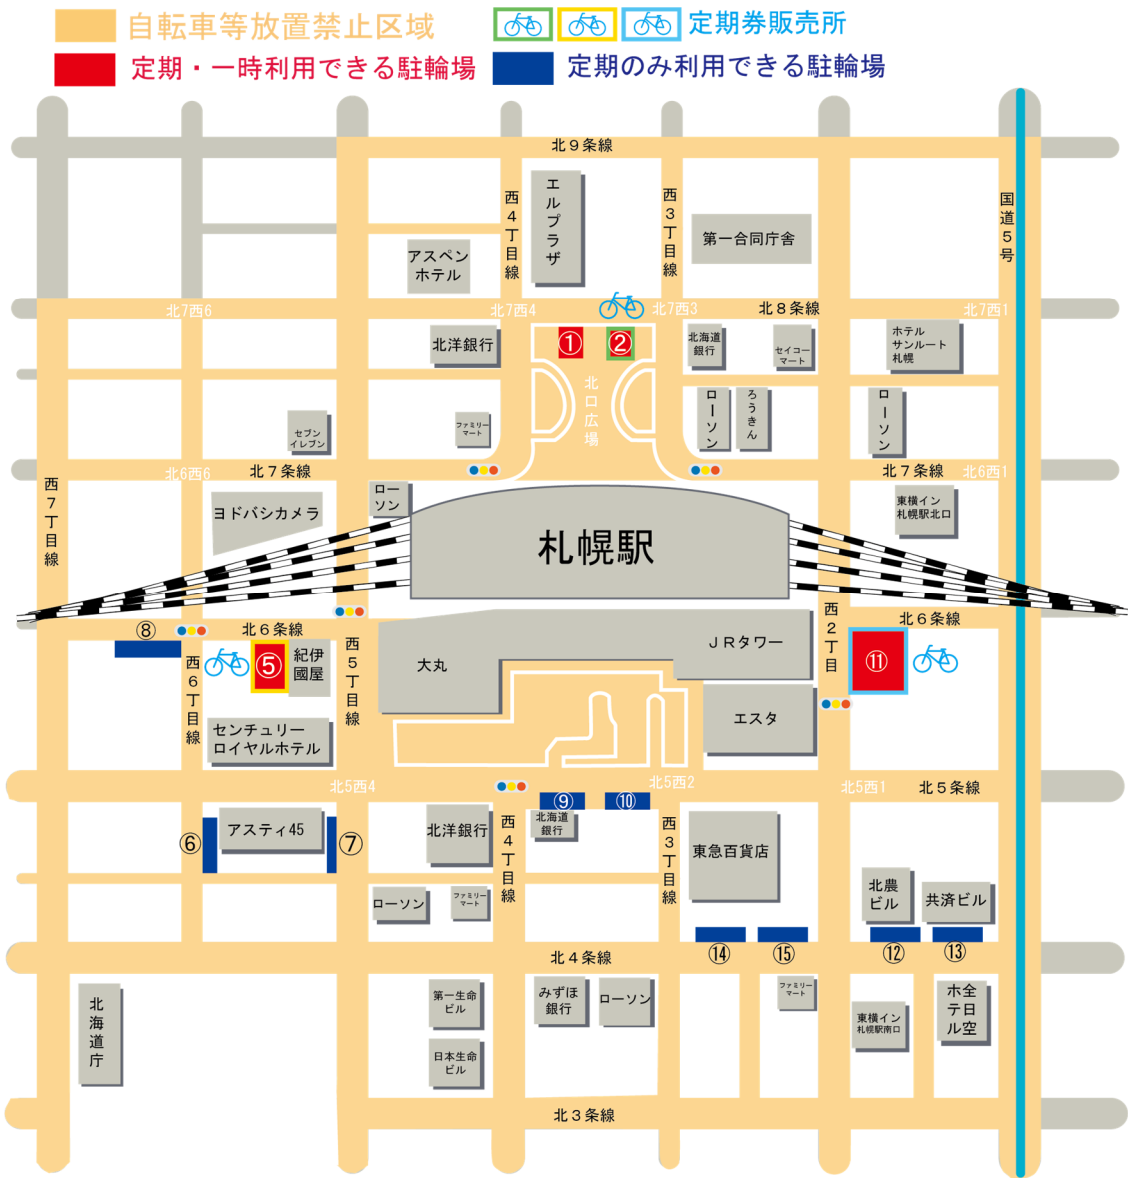 自転車等放置禁止区域
定期券販売所
定期・一時利用できる駐輪場
定期のみ利用できる駐輪場
北9条線
西4丁目線
エルプラザ
西3丁目線
第一合同庁舎
国道5号
アスペン
ホテル
北7西6
北7西4
北7西3
北8条線
北7西1
北洋銀行
①
②
北海道
銀行
セイコー
マート
ホテル
サンルート
札幌
北口広場
ローソン
ろうきん
ローソン
セブン
イレブン
ファミリー
マート
西7丁目線
北6西6
北7条線
北7条線
北6西1
ヨドバシカメラ
ロー
ソン
札幌駅
東横イン
札幌駅北口
⑧
北6条線
西5丁目線
西2丁目
北6条線
西6丁目線
⑤
紀伊
國屋
大丸
JRタワー
⑪
センチュリー
ロイヤルホテル
エスタ
北5西4
北5西2
北5西1
北5条線
⑥
アスティ45
⑦
北洋銀行
西4丁目線
⑨
⑩
北海道
銀行
西3丁目線
東急百貨店
ローソン
ファミリー
マート
北農
ビル
共済ビル
北4条線
⑭
⑮
⑫
⑬
北海道庁
第一生命
ビル
みずほ
銀行
ローソン
ファミリー
マート
東横イン
札幌駅南口
全日空
ホテル
日本生命
ビル
北3条線